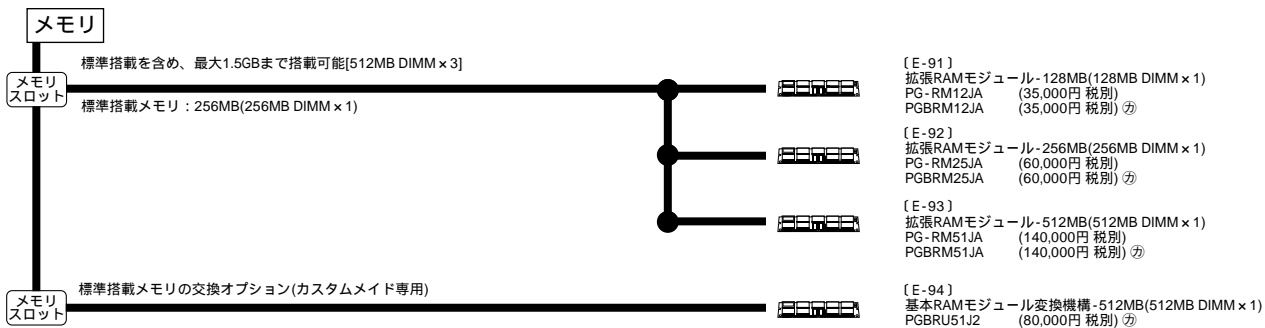 メモリ
メモリ
スロット
標準搭載を含め、最大1.5GBまで搭載可能[512MB DIMM×3]
標準搭載メモリ：256MB(256MB DIMM×1)
〔E-91〕
拡張RAMモジュール-128MB(128MB DIMM×1)
PG-RM12JA (35,000円 税別)
PGBRM12JA (35,000円 税別) ㋕
〔E-92〕
拡張RAMモジュール-256MB(256MB DIMM×1)
PG-RM25JA (60,000円 税別)
PGBRM25JA (60,000円 税別) ㋕
〔E-93〕
拡張RAMモジュール-512MB(512MB DIMM×1)
PG-RM51JA (140,000円 税別)
PGBRM51JA (140,000円 税別) ㋕
メモリ
スロット
標準搭載メモリの交換オプション(カスタムメイド専用)
〔E-94〕
基本RAMモジュール変換機構-512MB(512MB DIMM×1)
PGBRU51J2 (80,000円 税別) ㋕